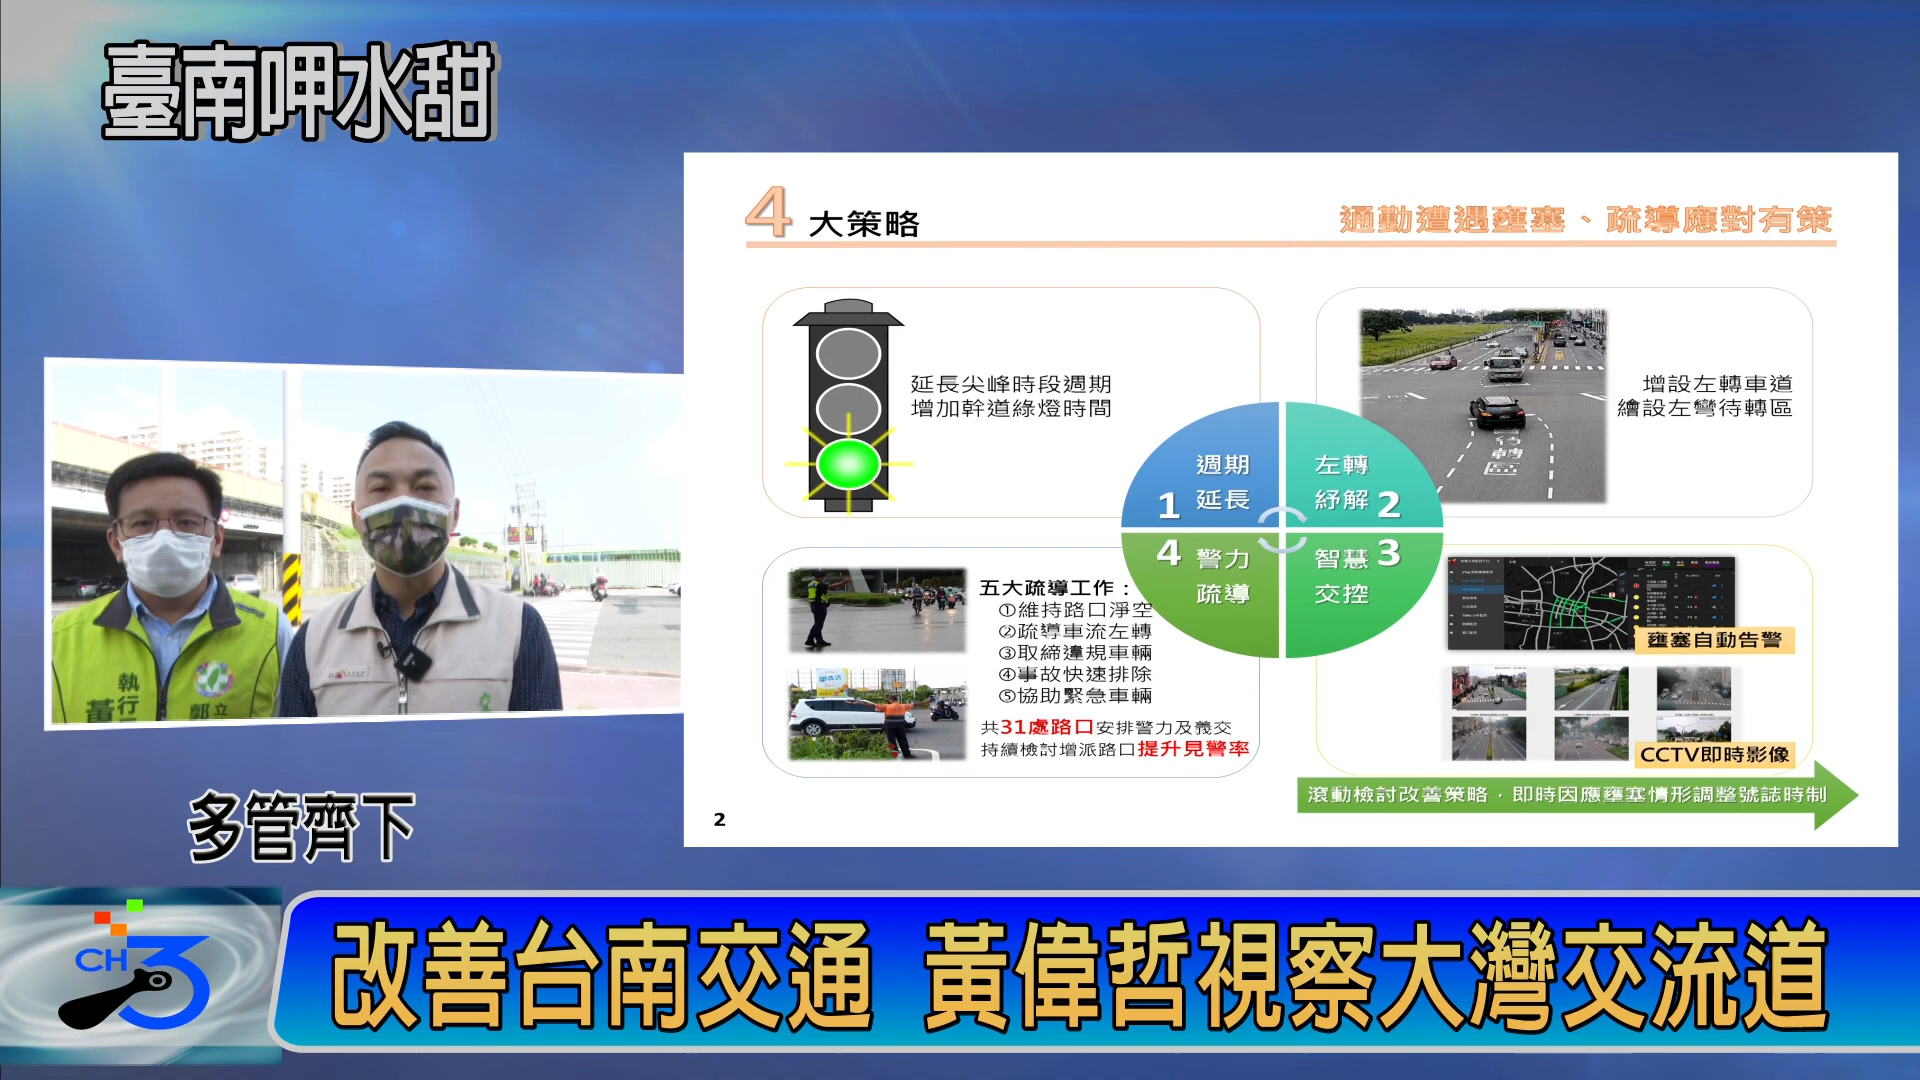 臺南呷水甜
4 大策略
通勤遭遇壅塞、疏導應對有策
延長尖峰時段週期
增加幹道綠燈時間
增設左轉車道
繪設左彎待轉區
待
轉
區
週期
1 延長
左轉
紓解 2
4 警力
疏導
智慧 3
交控
五大疏導工作：
①維持路口淨空
②疏導車流左轉
③取締違規車輛
④事故快速排除
⑤協助緊急車輛
共31處路口安排警力及義交
持續檢討增派路口提升見警率
壅塞自動告警
CCTV即時影像
滾動檢討改善策略，即時因應壅塞情形調整號誌時制
2
執行
黃
立
郭
多管齊下
CH3
改善台南交通 黃偉哲視察大灣交流道